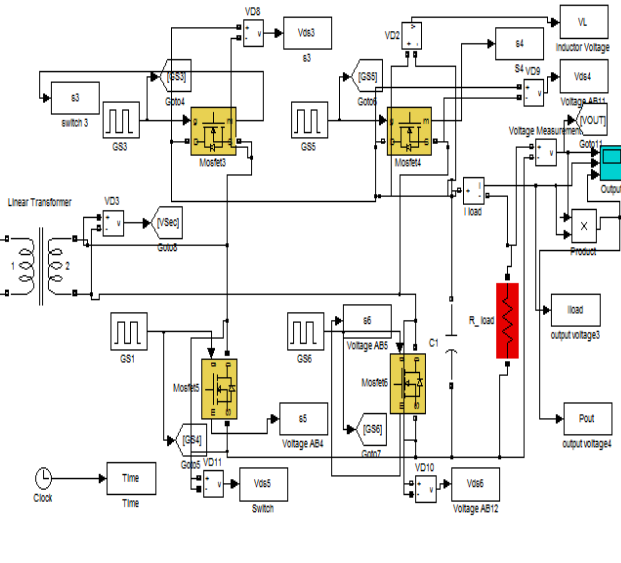 VD8
Vds3
s3
VD2
VL
Inductor Voltage
s4
S4
VD9
Vds4
Voltage AB11
[GS3]
Goto4
s3
switch 3
GS3
Mosfet3
[GS5]
Goto6
GS5
Mosfet4
[VOUT]
Goto11
Voltage Measurement
Output
I load
Product
Linear Transformer
VD3
[VSec]
Goto8
1
2
Iload
output voltage3
R_load
C1
s6
Voltage AB5
GS1
GS6
Mosfet5
Mosfet6
s5
Voltage AB4
[GS4]
Goto5
[GS6]
Goto7
Pout
output voltage4
Clock
Time
Time
VD11
Vds5
Switch
VD10
Vds6
Voltage AB12